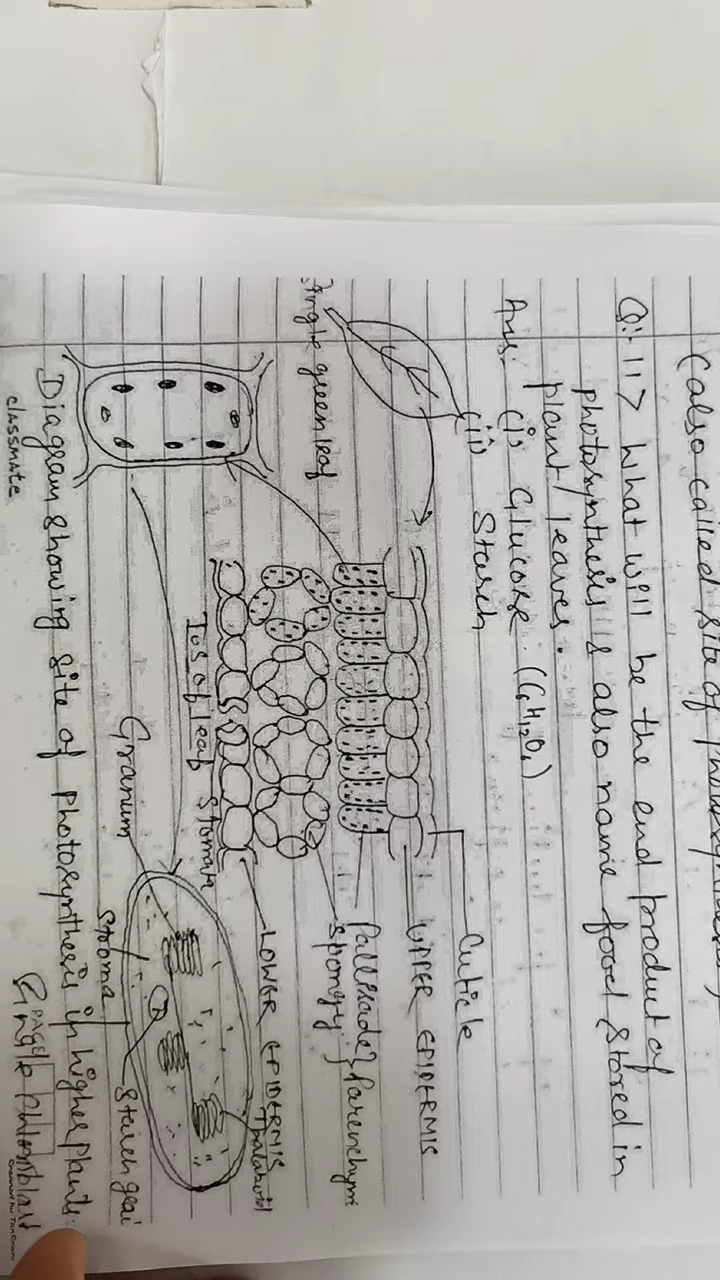 (also called site of
Q:- 11> What will be the end product of
photosynthesis & also name food stored in
plant/leaves.
Ans:- (i) Glucose. (C6H12O6)
(ii) Starch
Cuticle
UPPER EPIDERMIS
Single green leaf
Pallisade } Parenchyma
Spongy
LOWER EPIDERMIS
T.S of leaf Stomata
Thalakoid
Granum
Stroma
Starch
Diagram showing site of Photosynthesis in higher plants.
classmate
PAGE
Single Chloroplast